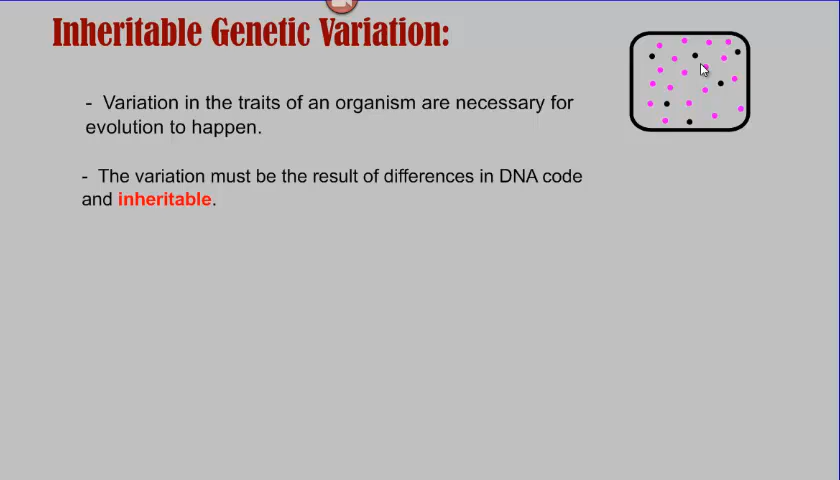 Inheritable Genetic Variation:
- Variation in the traits of an organism are necessary for
evolution to happen.
- The variation must be the result of differences in DNA code
and inheritable.